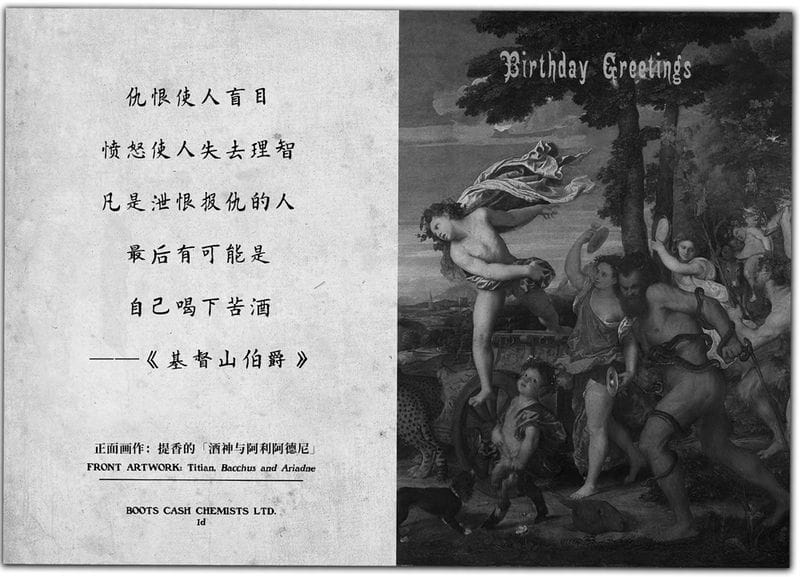 仇恨使人盲目
愤怒使人失去理智
凡是泄恨报仇的人
最后有可能是
自己喝下苦酒
——《基督山伯爵》
正面画作：提香的「酒神与阿利阿德尼」
FRONT ARTWORK: Titian, Bacchus and Ariadne
BOOTS CASH CHEMISTS LTD.
1d
Birthday Greetings